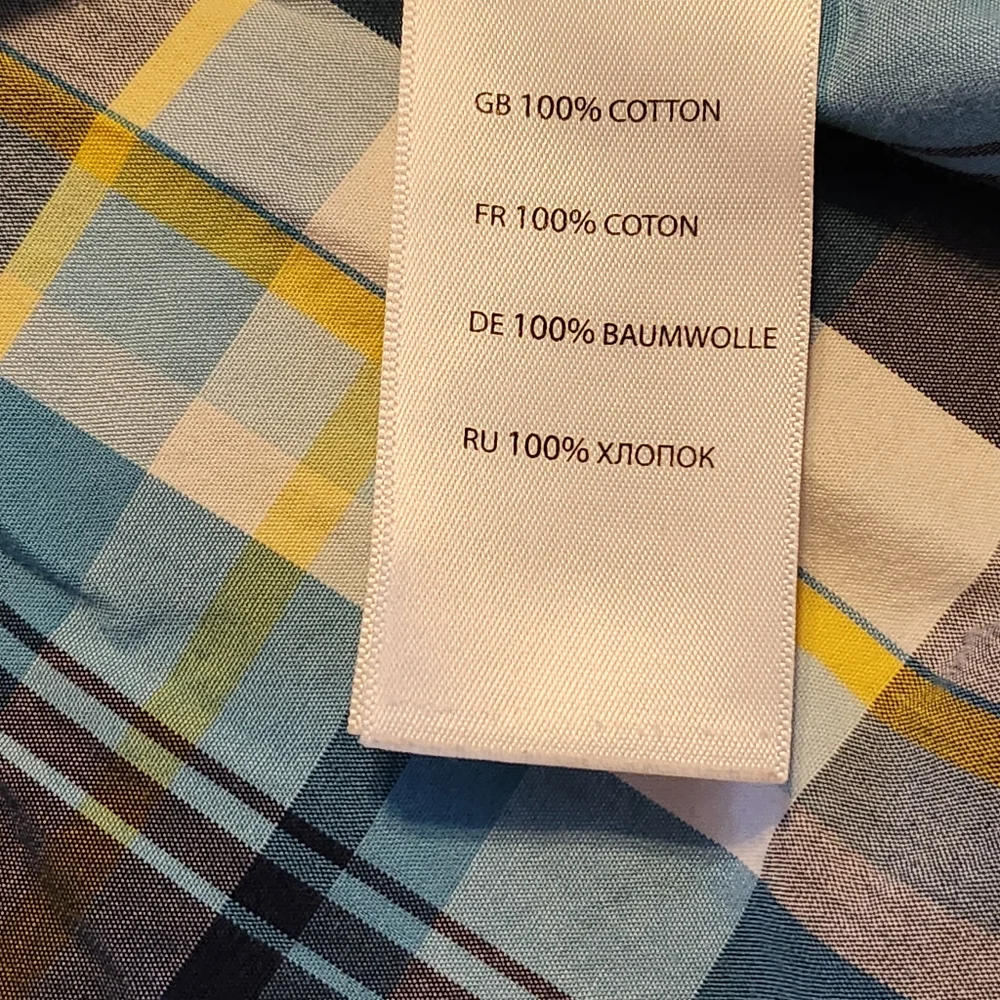 GB 100% COTTON
FR 100% COTON
DE 100% BAUMWOLLE
RU 100% ХЛОПОК